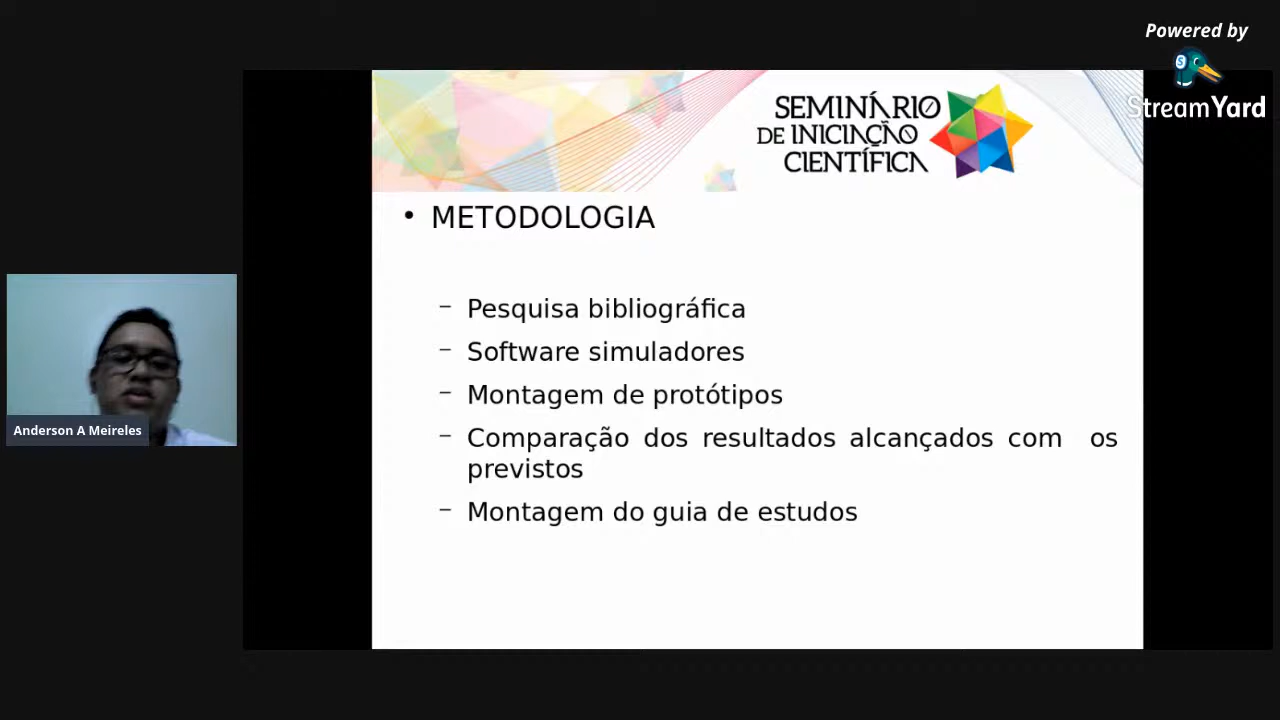 Powered by
StreamYard
SEMINÁRIO
DE INICIAÇÃO
CIENTÍFICA
• METODOLOGIA
– Pesquisa bibliográfica
– Software simuladores
– Montagem de protótipos
– Comparação dos resultados alcançados com os
previstos
– Montagem do guia de estudos
Anderson A Meireles